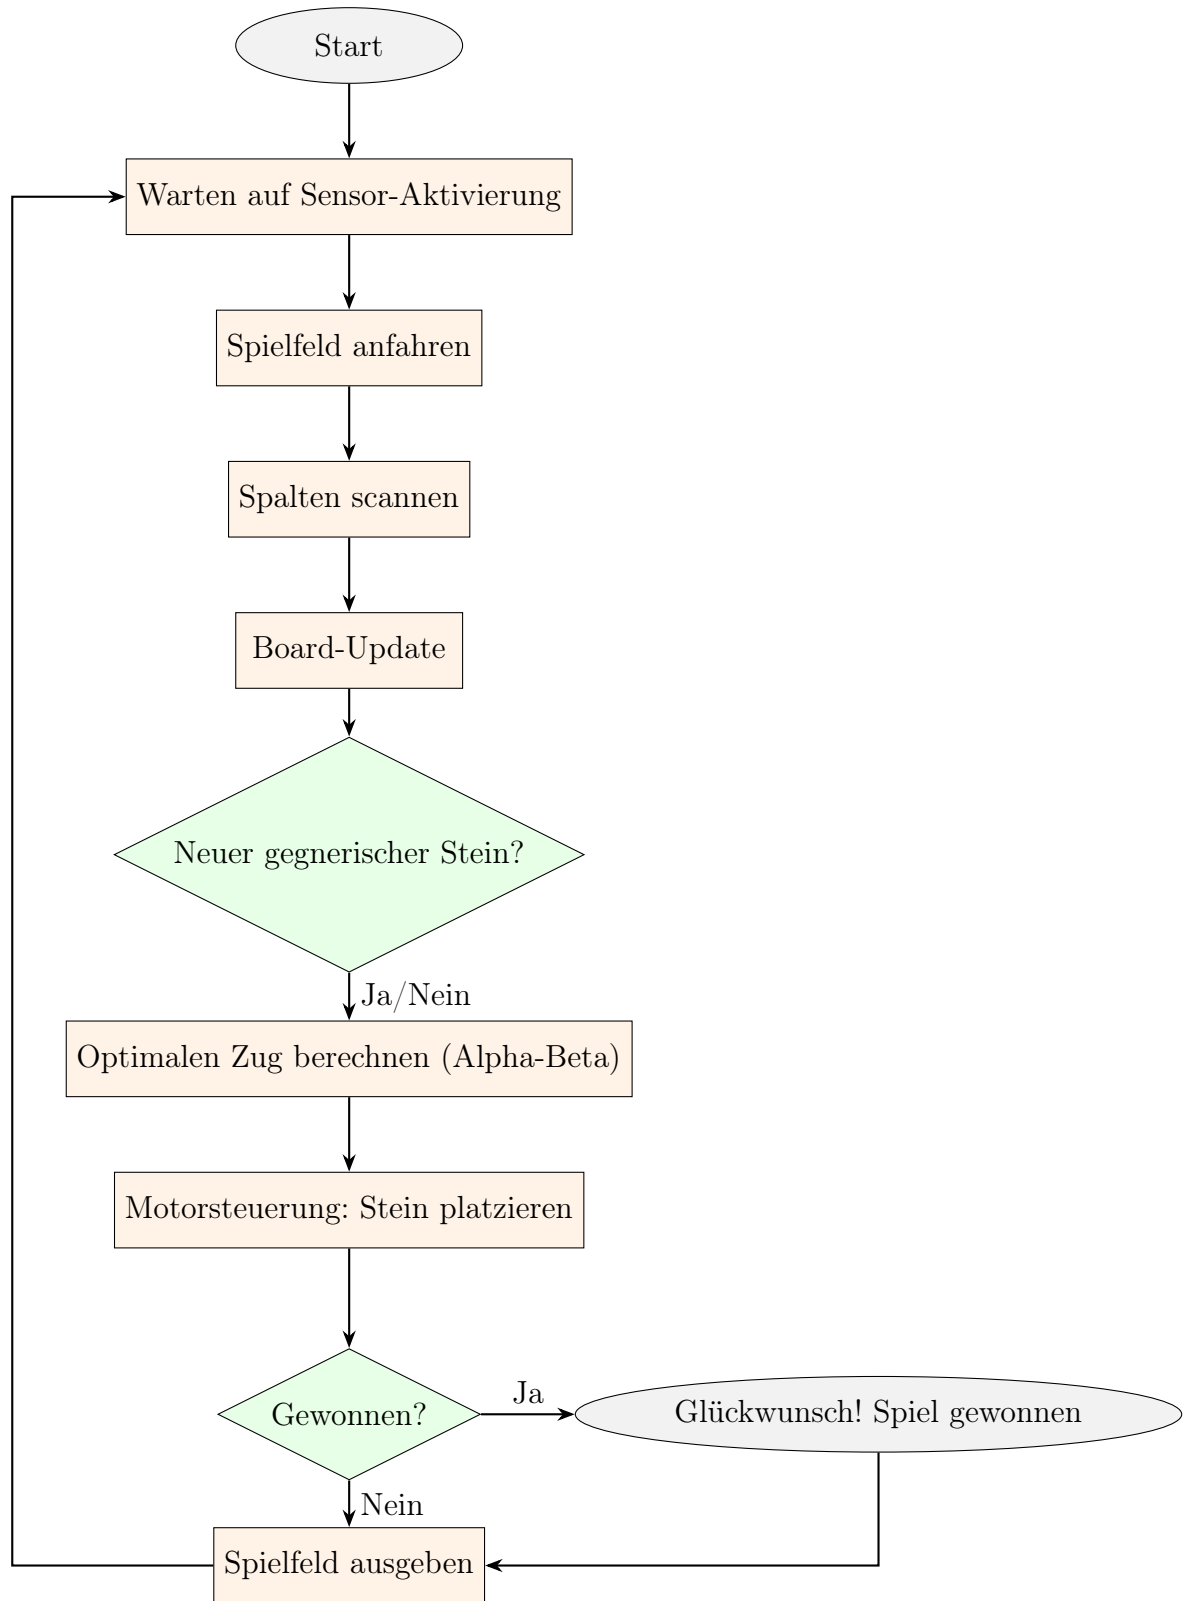 Start
Warten auf Sensor-Aktivierung
Spielfeld anfahren
Spalten scannen
Board-Update
Neuer gegnerischer Stein?
Ja/Nein
Optimalen Zug berechnen (Alpha-Beta)
Motorsteuerung: Stein platzieren
Gewonnen?
Ja
Glückwunsch! Spiel gewonnen
Nein
Spielfeld ausgeben